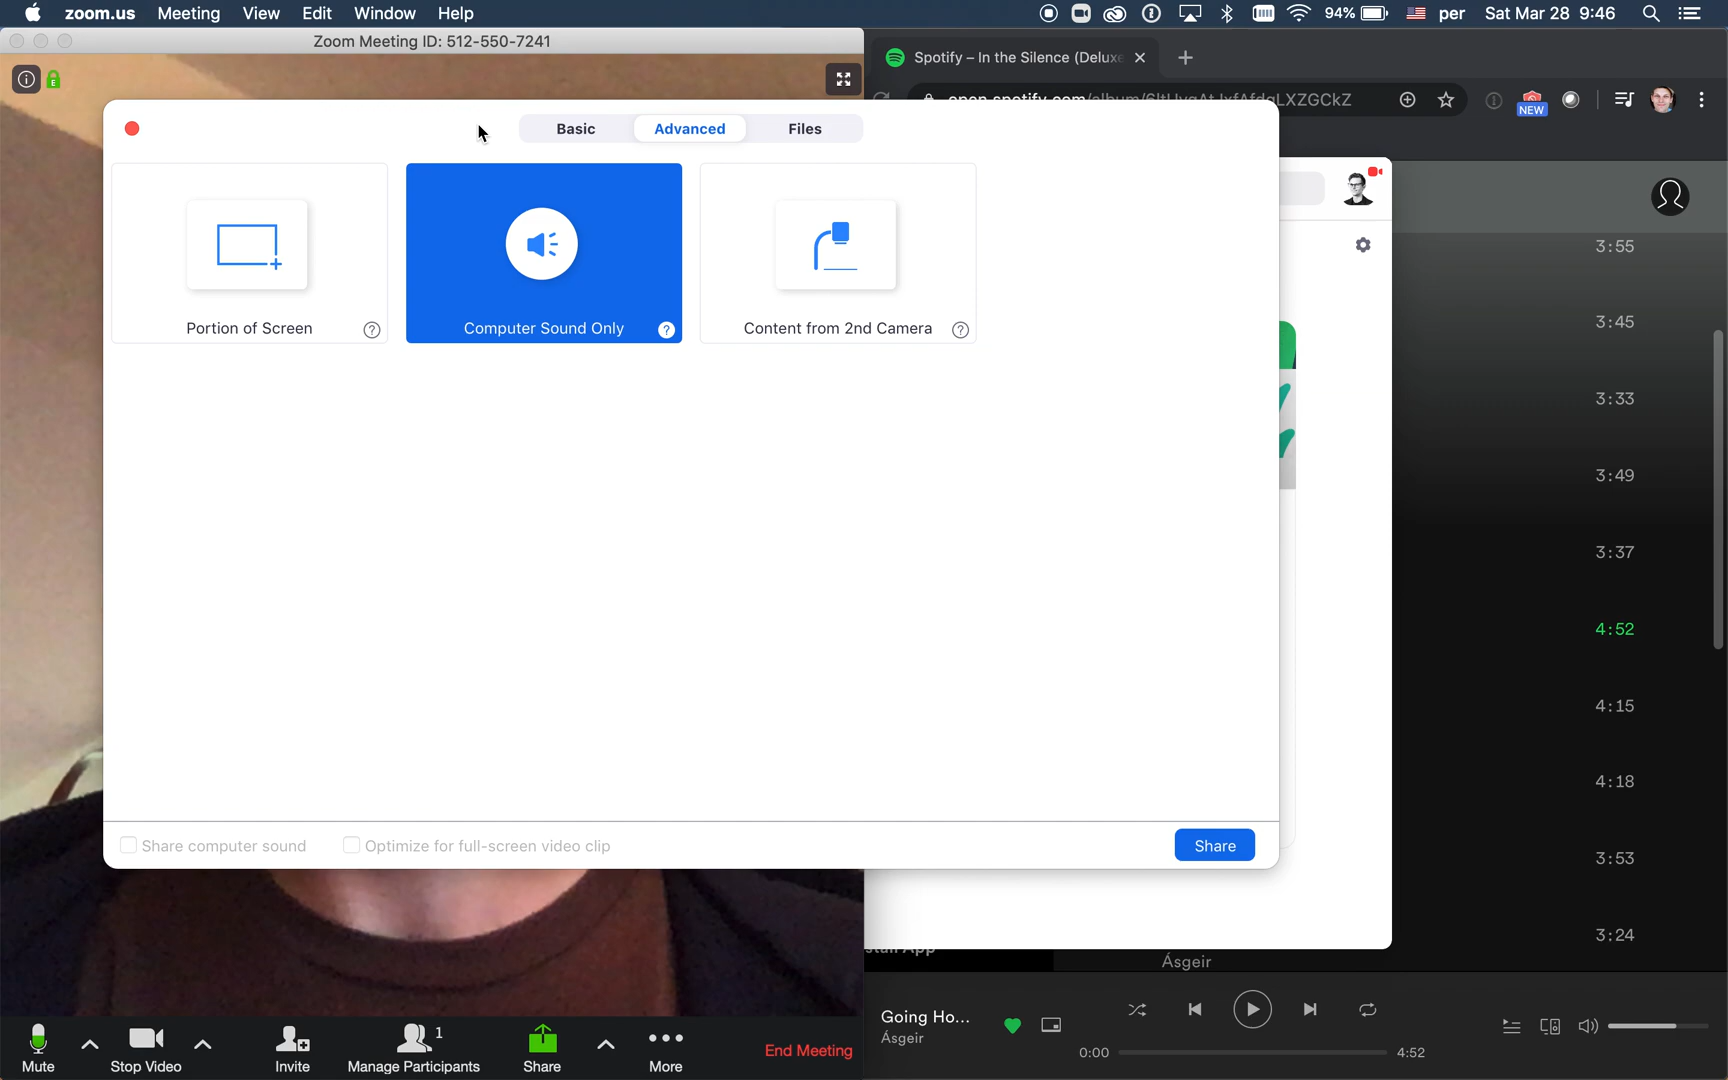 zoom.us Meeting View Edit Window Help
94% per Sat Mar 28 9:46
Zoom Meeting ID: 512-550-7241
Spotify – In the Silence (Deluxe
NEW
Basic Advanced Files
Portion of Screen ?
Computer Sound Only ?
Content from 2nd Camera ?
3:55
3:45
3:33
3:49
3:37
4:52
4:15
4:18
3:53
3:24
Share computer sound
Optimize for full-screen video clip
Share
Ásgeir
Going Ho...
Ásgeir
0:00
4:52
Mute
Stop Video
Invite
1
Manage Participants
Share
More
End Meeting